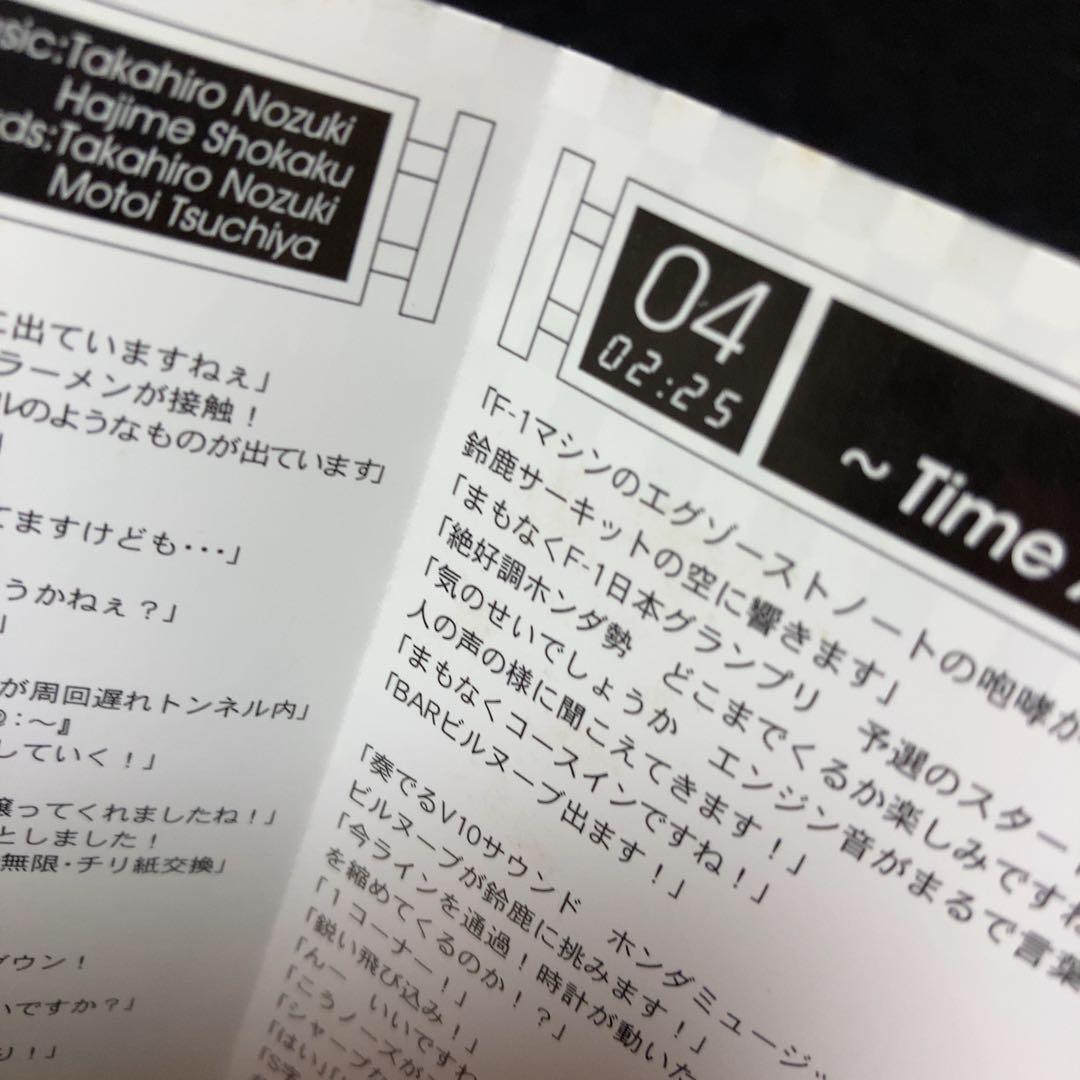 sic:Takahiro Nozuki
Hajime Shokaku
rds:Takahiro Nozuki
Motoi Tsuchiya
に出ていますねぇ」
ラーメンが接触！
ルのようなものが出ています」
」
てますけども･･･」
うかねぇ？」
」
が周回遅れトンネル内」
：～』
していく！」
譲ってくれましたね！」
としました！
無限・チリ紙交換」
ダウン！
いですか？」
り！」
04
02:25
~ Time
「F-1マシンのエグゾーストノートの咆哮が
鈴鹿サーキットの空に響きます」
「まもなくF-1日本グランプリ　予選のスタート
「絶好調ホンダ勢　どこまでくるか楽しみですね
「気のせいでしょうか　エンジン音がまるで言葉
人の声の様に聞こえてきます！」
「まもなくコースインですね！」
「BARビルヌーブ出ます！」
「奏でるV10サウンド　ホンダミュージッ
ビルヌーブが鈴鹿に挑みます！」
「今ラインを通過！時計が動いた
を縮めてくるのか！？」
「1コーナー！」
「鋭い飛び込み！」
「んー　いいですね
「こうノーズが
「シャープな
「はい」
「S字